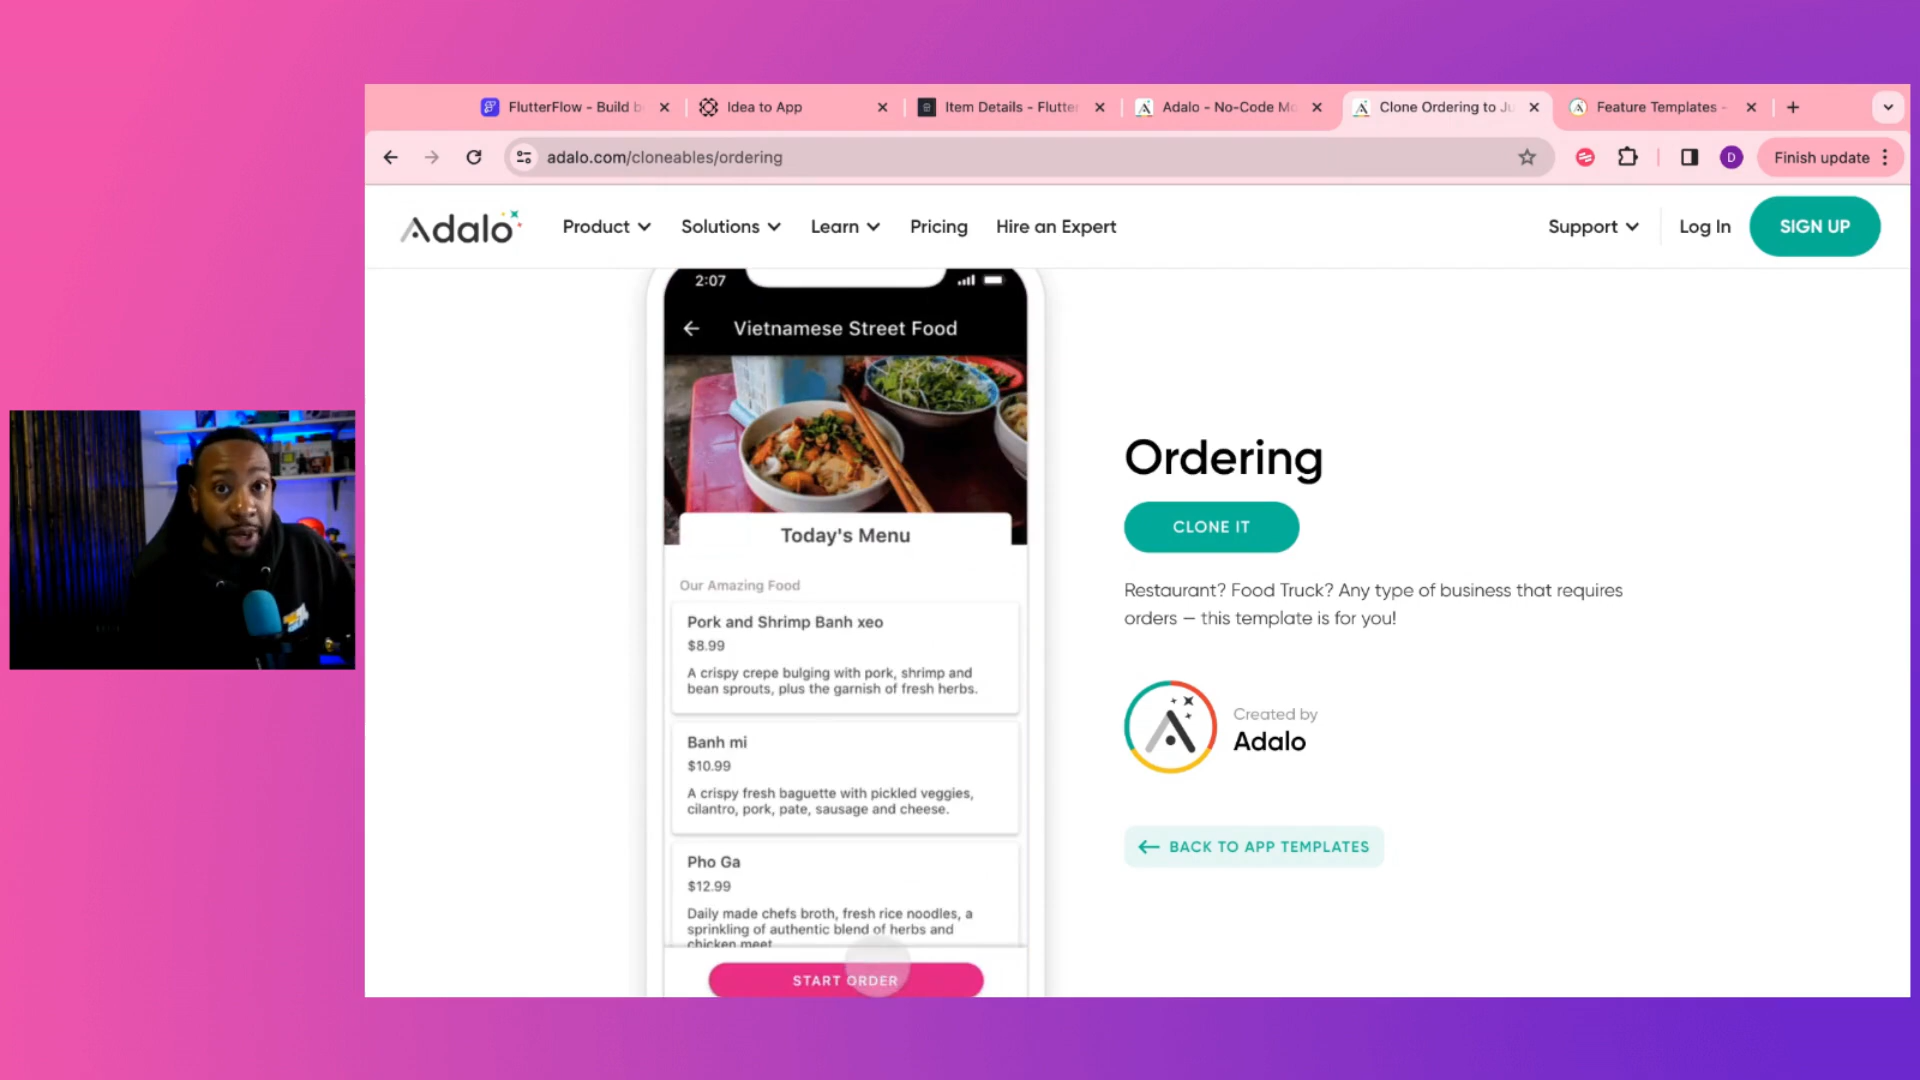 FlutterFlow - Build b
Idea to App
Item Details - Flutter
Adalo - No-Code Mo
Clone Ordering to Ju
Feature Templates -
adalo.com/cloneables/ordering
D
Finish update
Adalo
Product
Solutions
Learn
Pricing
Hire an Expert
Support
Log In
SIGN UP
2:07
Vietnamese Street Food
Today's Menu
Our Amazing Food
Pork and Shrimp Banh xeo
$8.99
A crispy crepe bulging with pork, shrimp and
bean sprouts, plus the garnish of fresh herbs.
Banh mi
$10.99
A crispy fresh baguette with pickled veggies,
cilantro, pork, pate, sausage and cheese.
Pho Ga
$12.99
Daily made chefs broth, fresh rice noodles, a
sprinkling of authentic blend of herbs and
chicken meet
START ORDER
Ordering
CLONE IT
Restaurant? Food Truck? Any type of business that requires
orders — this template is for you!
Created by
Adalo
BACK TO APP TEMPLATES